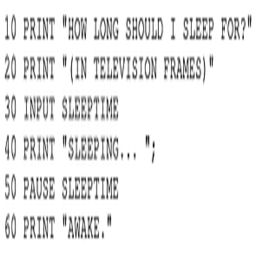 10 PRINT "HOW LONG SHOULD I SLEEP FOR?"
20 PRINT "(IN TELEVISION FRAMES)"
30 INPUT SLEEPTIME
40 PRINT "SLEEPING... ";
50 PAUSE SLEEPTIME
60 PRINT "AWAKE."